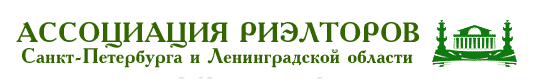 АССОЦИАЦИЯ РИЭЛТОРОВ
Санкт-Петербурга и Ленинградской области